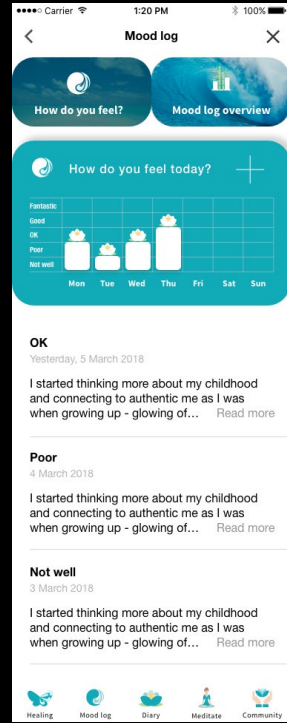 Carrier 1:20 PM 100%
Mood log
How do you feel?
Mood log overview
How do you feel today?
Fantastic
Good
OK
Poor
Not well
Mon Tue Wed Thu Fri Sat Sun
OK
Yesterday, 5 March 2018
I started thinking more about my childhood
and connecting to authentic me as I was
when growing up - glowing of... Read more
Poor
4 March 2018
I started thinking more about my childhood
and connecting to authentic me as I was
when growing up - glowing of... Read more
Not well
3 March 2018
I started thinking more about my childhood
and connecting to authentic me as I was
when growing up - glowing of... Read more
Healing Mood log Diary Meditate Community